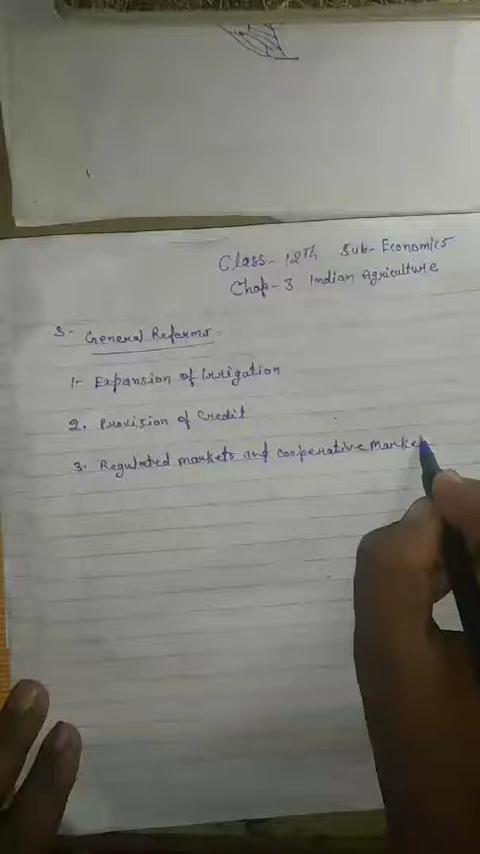 Class- 12Th Sub- Economics
Chap- 3 Indian Agriculture
3- General Reforms-
1- Expansion of Irrigation
2. Provision of Credit
3. Regulated markets and cooperative Marke